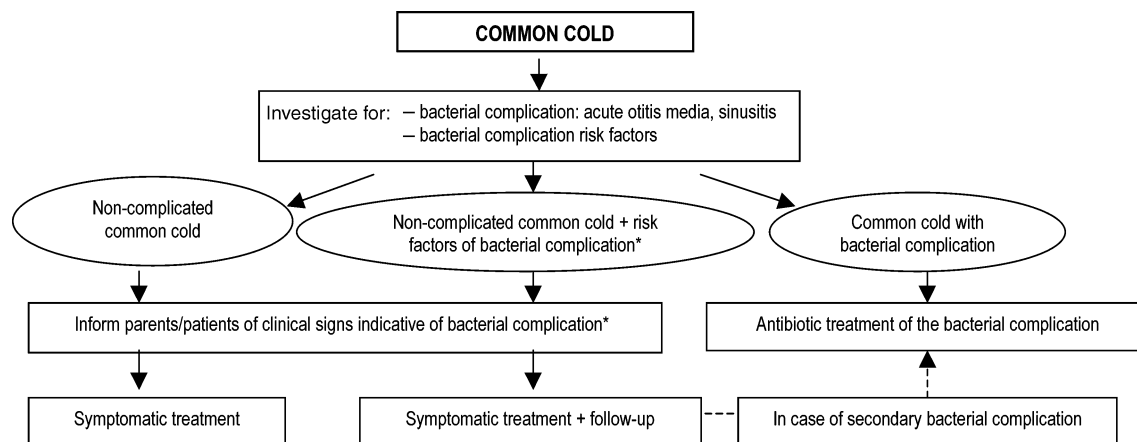 COMMON COLD
Investigate for: – bacterial complication: acute otitis media, sinusitis
– bacterial complication risk factors
Non-complicated
common cold
Non-complicated common cold + risk
factors of bacterial complication*
Common cold with
bacterial complication
Inform parents/patients of clinical signs indicative of bacterial complication*
Antibiotic treatment of the bacterial complication
Symptomatic treatment
Symptomatic treatment + follow-up
In case of secondary bacterial complication